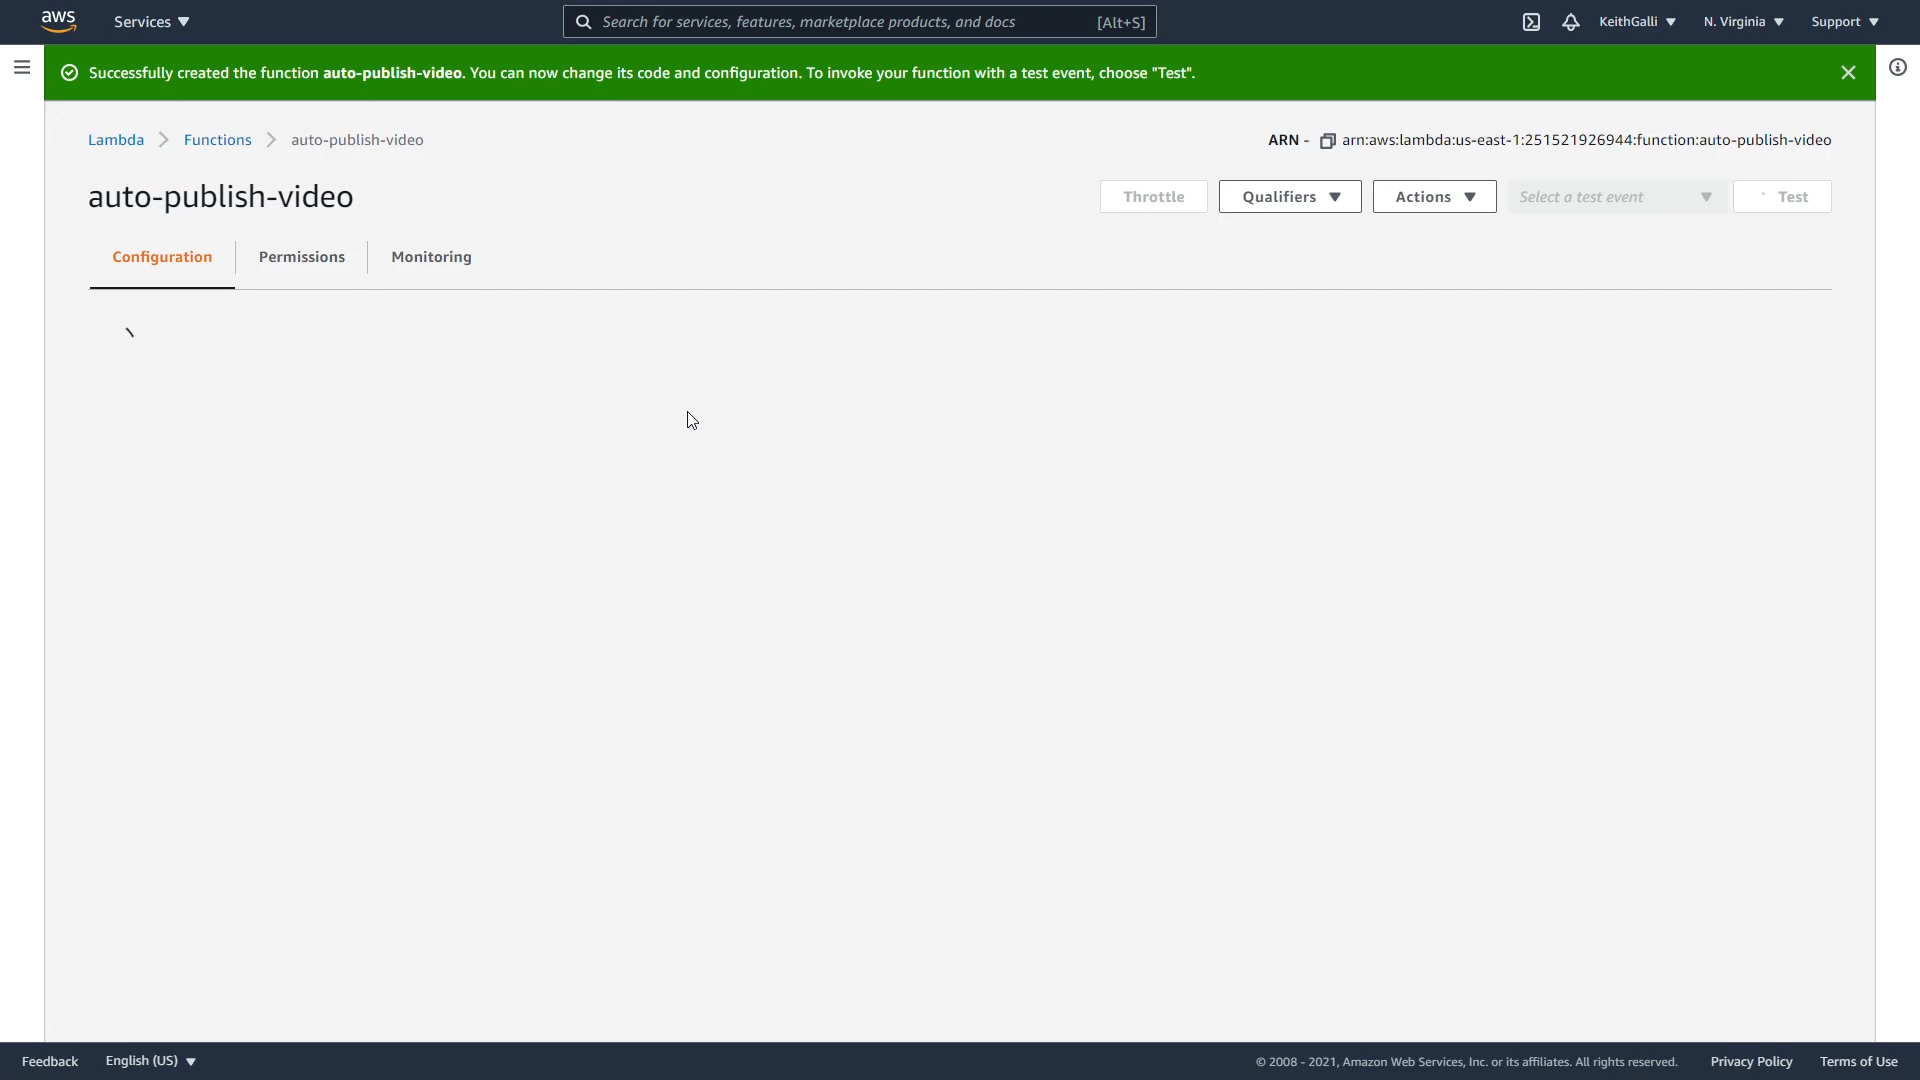 aws Services Search for services, features, marketplace products, and docs [Alt+S] KeithGalli N. Virginia Support
Successfully created the function auto-publish-video. You can now change its code and configuration. To invoke your function with a test event, choose "Test".
Lambda Functions auto-publish-video ARN - arn:aws:lambda:us-east-1:251521926944:function:auto-publish-video
auto-publish-video Throttle Qualifiers Actions Select a test event Test
Configuration Permissions Monitoring
Feedback English (US) © 2008 - 2021, Amazon Web Services, Inc. or its affiliates. All rights reserved. Privacy Policy Terms of Use